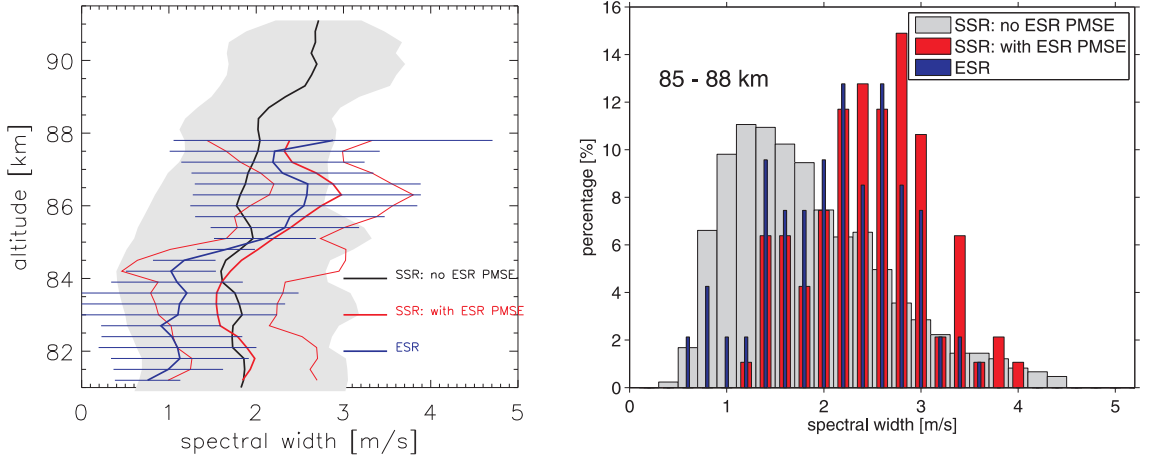 90
88
86
84
82
0
1
2
3
4
5
altitude [km]
spectral width [m/s]
SSR: no ESR PMSE
SSR: with ESR PMSE
ESR
16
14
12
10
8
6
4
2
0
0
1
2
3
4
5
percentage [%]
spectral width [m/s]
85 - 88 km
SSR: no ESR PMSE
SSR: with ESR PMSE
ESR